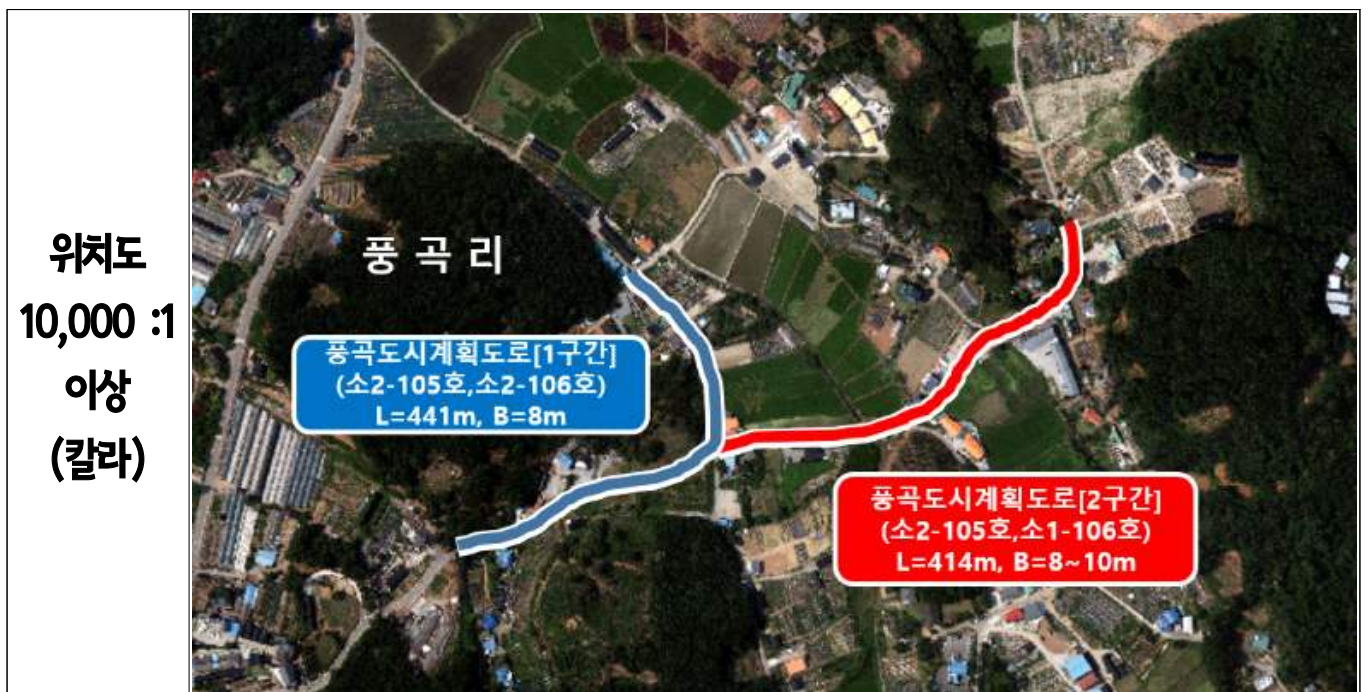 위치도
10,000 :1
이상
(칼라)
풍곡리
풍곡도시계획도로[1구간]
(소2-105호,소2-106호)
L=441m, B=8m
풍곡도시계획도로[2구간]
(소2-105호,소1-106호)
L=414m, B=8~10m